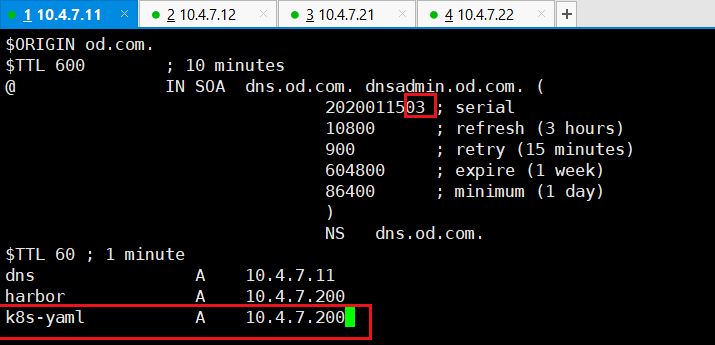 1 10.4.7.11 × 2 10.4.7.12 × 3 10.4.7.21 × 4 10.4.7.22 × +
$ORIGIN od.com.
$TTL 600 ; 10 minutes
@ IN SOA dns.od.com. dnsadmin.od.com. (
2020011503 ; serial
10800 ; refresh (3 hours)
900 ; retry (15 minutes)
604800 ; expire (1 week)
86400 ; minimum (1 day)
)
NS dns.od.com.
$TTL 60 ; 1 minute
dns A 10.4.7.11
harbor A 10.4.7.200
k8s-yaml A 10.4.7.200